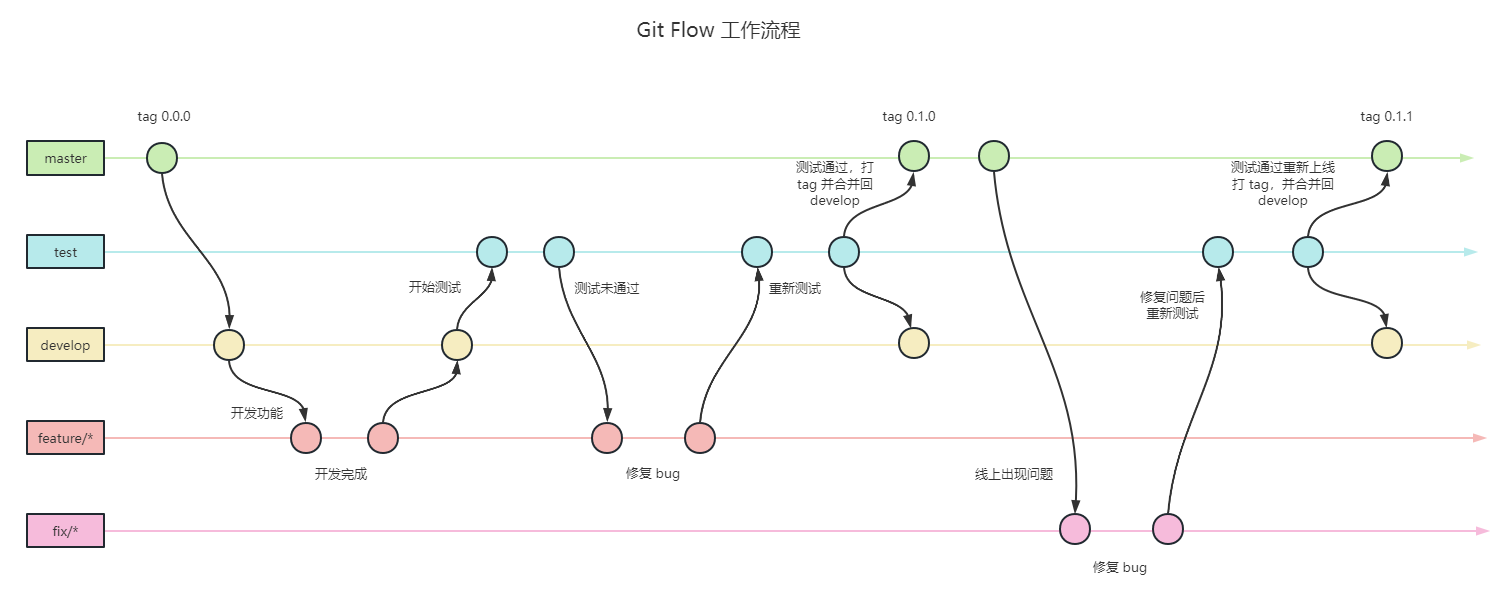 Git Flow 工作流程
tag 0.0.0
tag 0.1.0
tag 0.1.1
master
测试通过，打
tag 并合并回
develop
测试通过重新上线
打 tag，并合并回
develop
test
开始测试
测试未通过
重新测试
修复问题后
重新测试
develop
开发功能
feature/*
开发完成
修复 bug
线上出现问题
fix/*
修复 bug